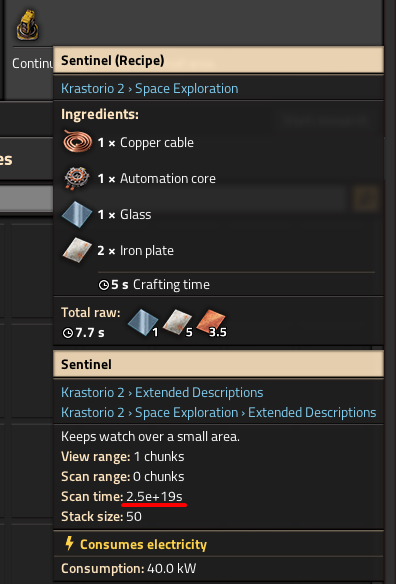 Continu
Sentinel (Recipe)
Krastorio 2 › Space Exploration
Ingredients:
1 × Copper cable
es
1 × Automation core
1 × Glass
2 × Iron plate
5 s Crafting time
Total raw:
7.7 s
1 5 3.5
Sentinel
Krastorio 2 › Extended Descriptions
Krastorio 2 › Space Exploration › Extended Descriptions
Keeps watch over a small area.
View range: 1 chunks
Scan range: 0 chunks
Scan time: 2.5e+19s
Stack size: 50
Consumes electricity
Consumption: 40.0 kW